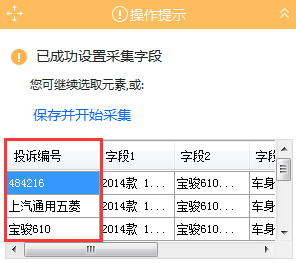 操作提示
已成功设置采集字段
您可继续选取元素,或:
保存并开始采集
投诉编号 字段1 字段2 字段
484216 2014款 1... 宝骏610... 车身
上汽通用五菱 2014款 1... 宝骏610... 车身
宝骏610 2014款 1... 宝骏610... 车身